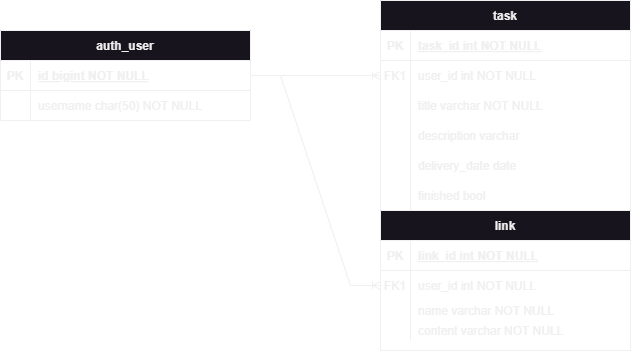 auth_user
PK id bigint NOT NULL
username char(50) NOT NULL
task
PK task_id int NOT NULL
FK1 user_id int NOT NULL
title varchar NOT NULL
description varchar
delivery_date date
finished bool
link
PK link_id int NOT NULL
FK1 user_id int NOT NULL
name varchar NOT NULL
content varchar NOT NULL